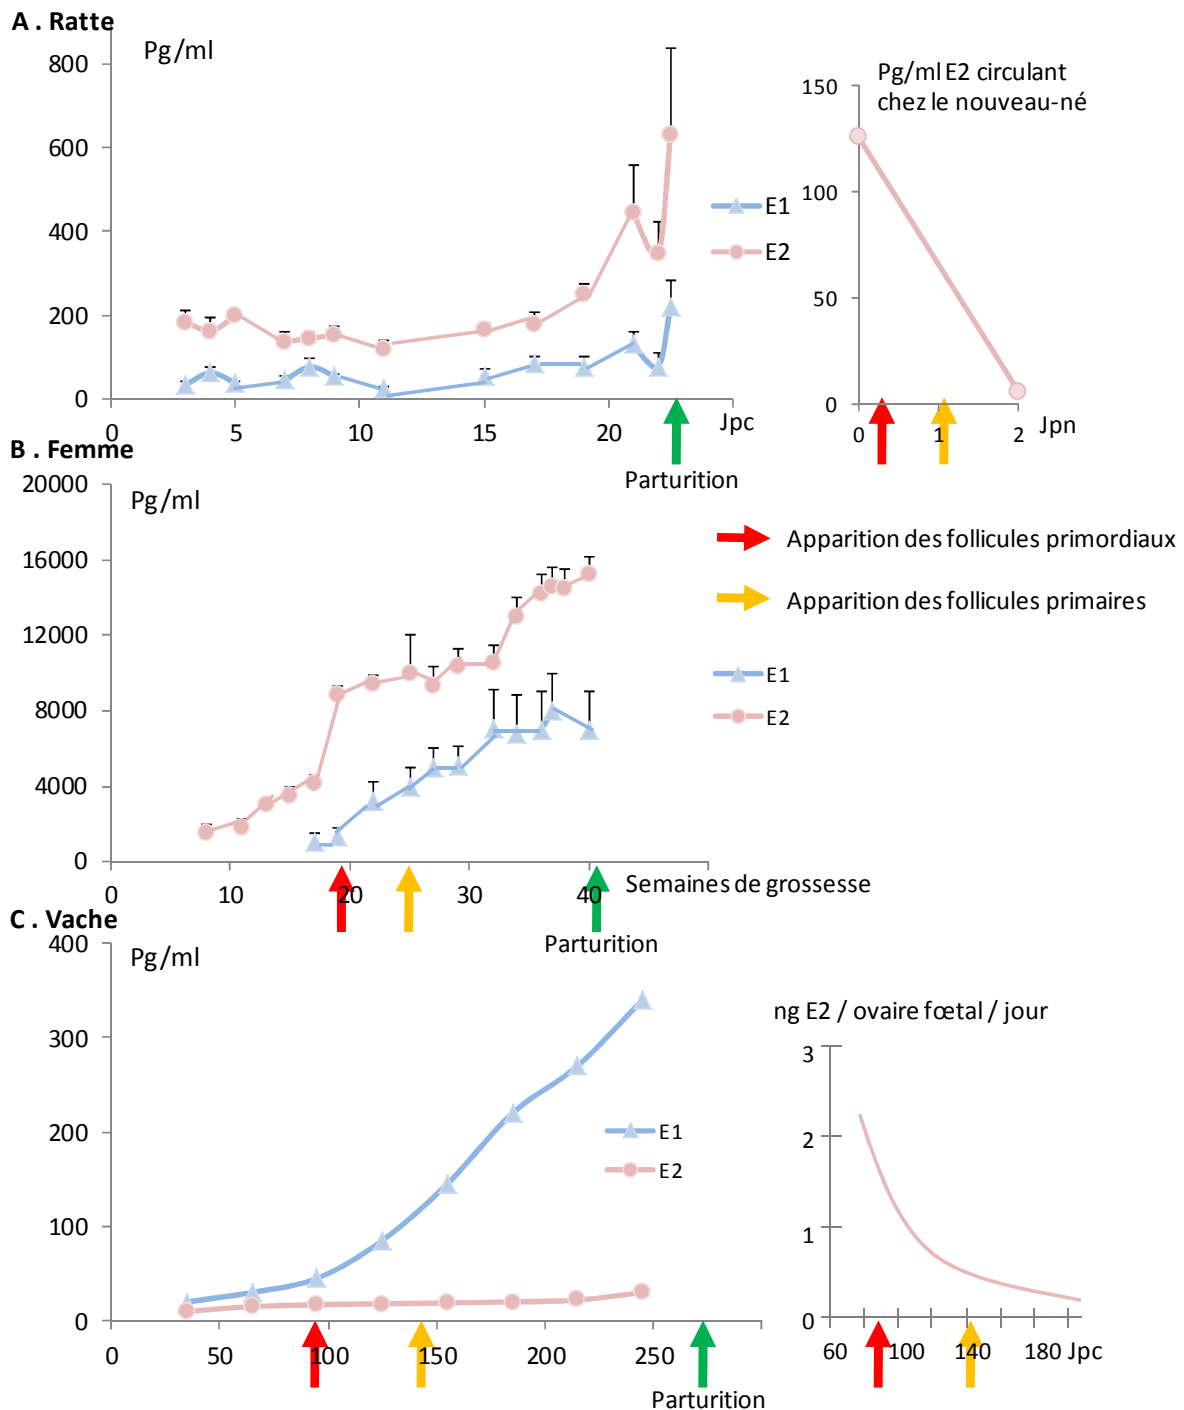 A . Ratte
Pg/ml
800
600
400
200
0
0 5 10 15 20 Jpc
Parturition
E1
E2
Pg/ml E2 circulant
chez le nouveau-né
150
100
50
0
0 1 2 Jpn
B . Femme
Pg/ml
20000
16000
12000
8000
4000
0
0 10 20 30 40 Semaines de grossesse
Parturition
Apparition des follicules primordiaux
Apparition des follicules primaires
E1
E2
C . Vache
Pg/ml
400
300
200
100
0
0 50 100 150 200 250
Parturition
E1
E2
ng E2 / ovaire fœtal / jour
3
2
1
0
60 100 140 180 Jpc